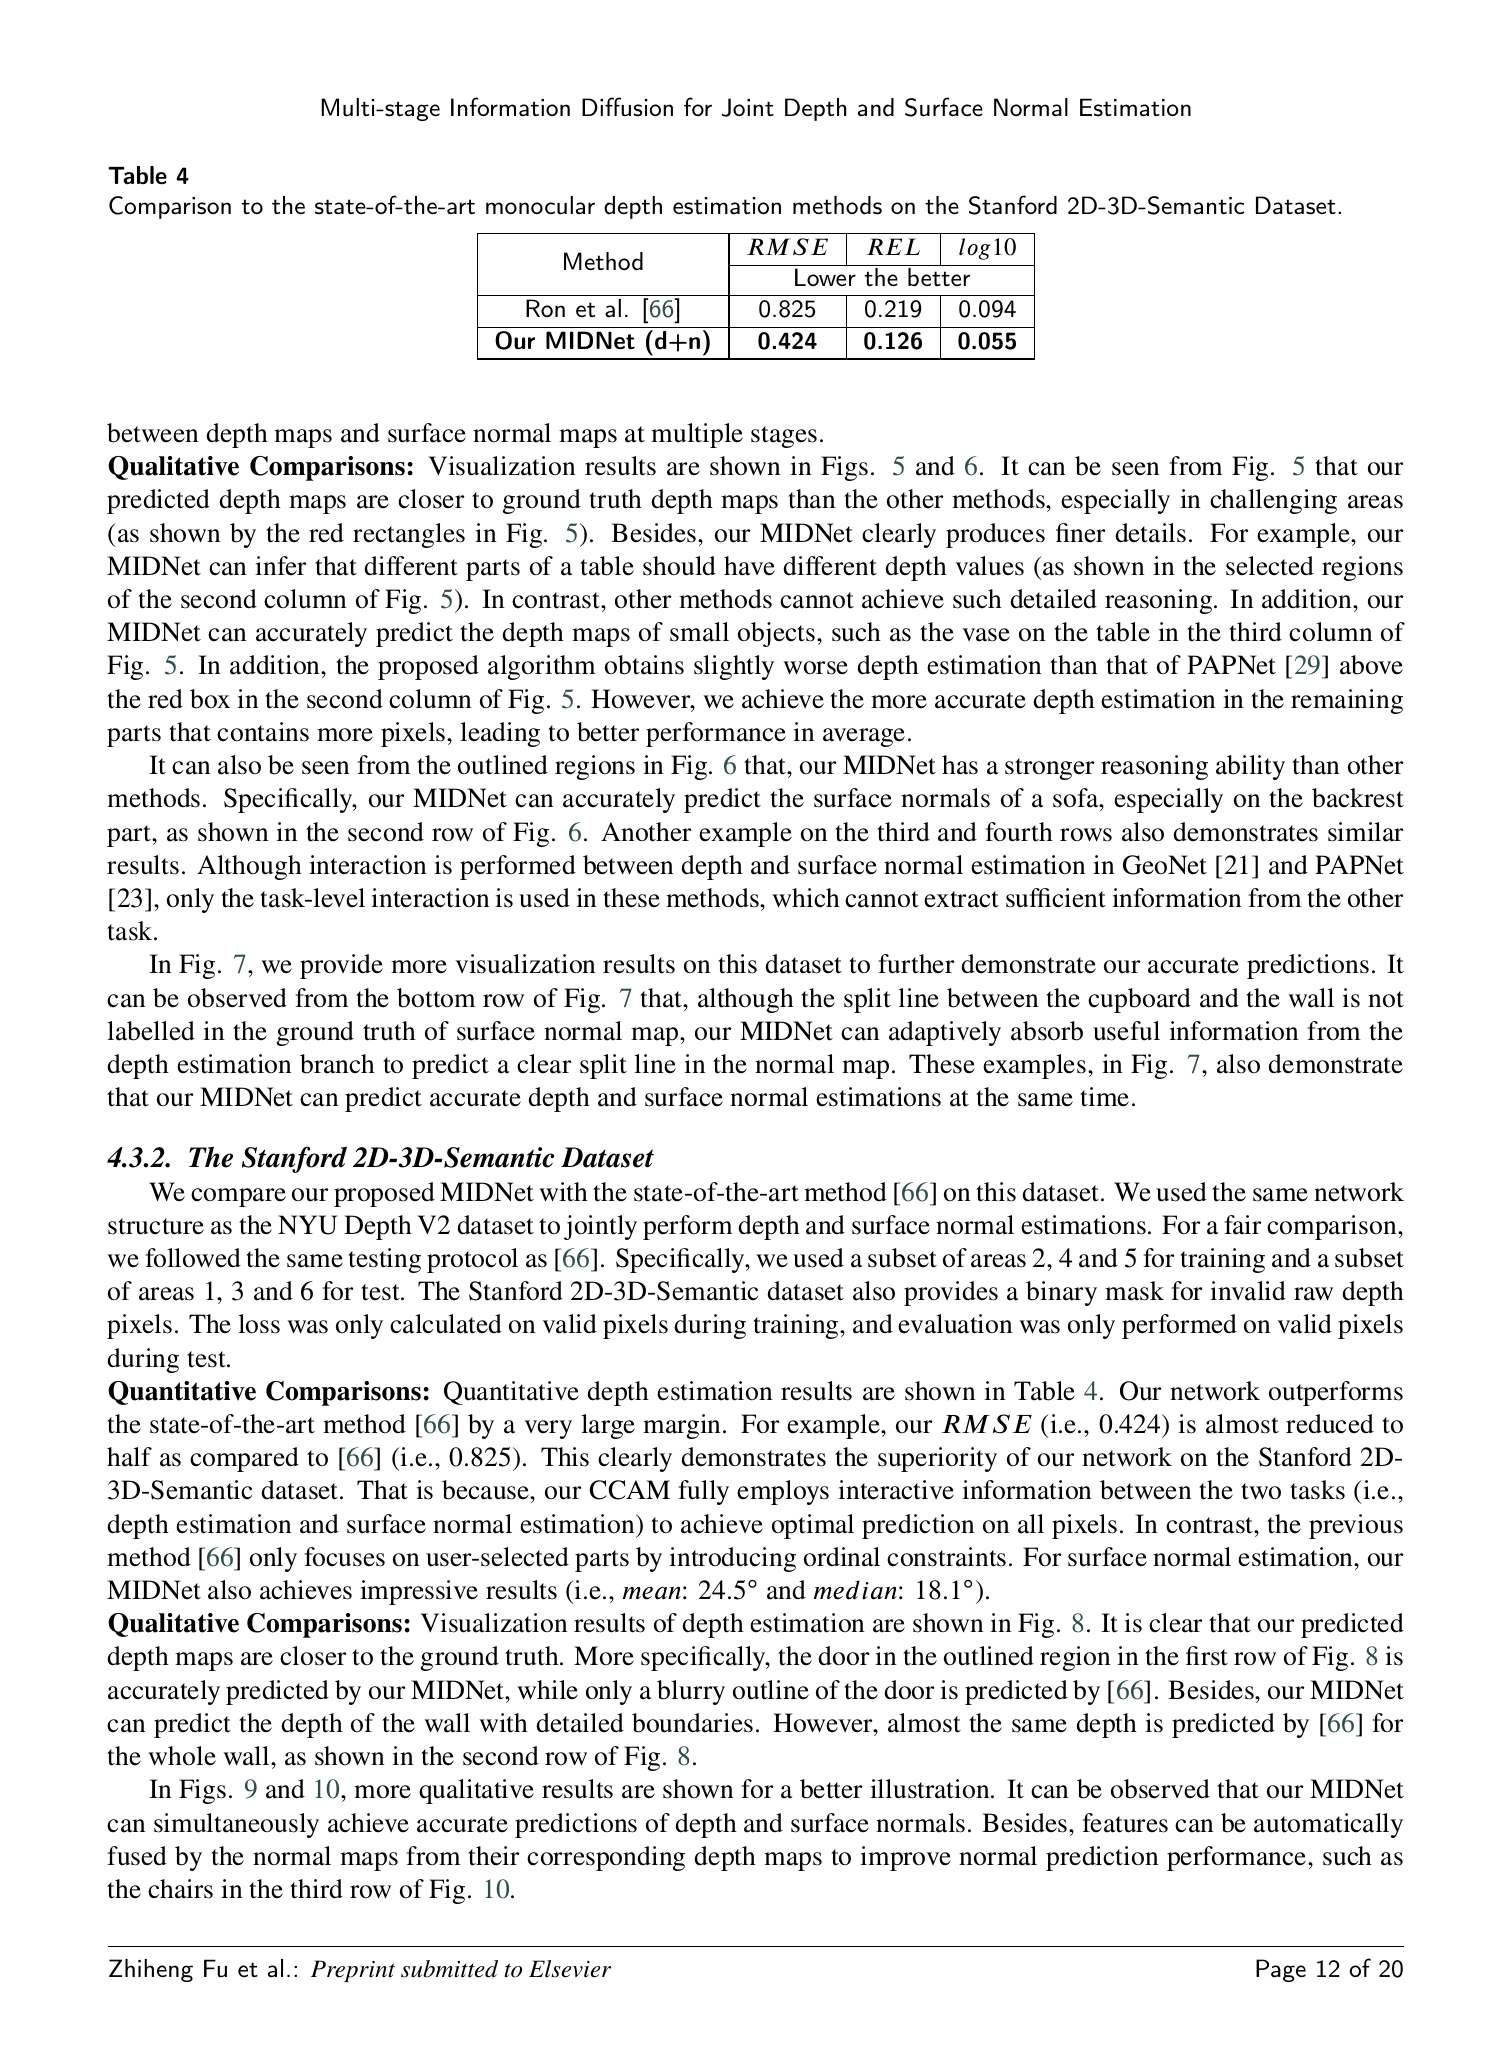 Multi-stage Information Diffusion for Joint Depth and Surface Normal Estimation
Table 4
Comparison to the state-of-the-art monocular depth estimation methods on the Stanford 2D-3D-Semantic Dataset.
Method RMSE REL log10
Lower the better
Ron et al. [66] 0.825 0.219 0.094
Our MIDNet (d+n) 0.424 0.126 0.055
between depth maps and surface normal maps at multiple stages.
Qualitative Comparisons: Visualization results are shown in Figs. 5 and 6. It can be seen from Fig. 5 that our
predicted depth maps are closer to ground truth depth maps than the other methods, especially in challenging areas
(as shown by the red rectangles in Fig. 5). Besides, our MIDNet clearly produces finer details. For example, our
MIDNet can infer that different parts of a table should have different depth values (as shown in the selected regions
of the second column of Fig. 5). In contrast, other methods cannot achieve such detailed reasoning. In addition, our
MIDNet can accurately predict the depth maps of small objects, such as the vase on the table in the third column of
Fig. 5. In addition, the proposed algorithm obtains slightly worse depth estimation than that of PAPNet [29] above
the red box in the second column of Fig. 5. However, we achieve the more accurate depth estimation in the remaining
parts that contains more pixels, leading to better performance in average.
It can also be seen from the outlined regions in Fig. 6 that, our MIDNet has a stronger reasoning ability than other
methods. Specifically, our MIDNet can accurately predict the surface normals of a sofa, especially on the backrest
part, as shown in the second row of Fig. 6. Another example on the third and fourth rows also demonstrates similar
results. Although interaction is performed between depth and surface normal estimation in GeoNet [21] and PAPNet
[23], only the task-level interaction is used in these methods, which cannot extract sufficient information from the other
task.
In Fig. 7, we provide more visualization results on this dataset to further demonstrate our accurate predictions. It
can be observed from the bottom row of Fig. 7 that, although the split line between the cupboard and the wall is not
labelled in the ground truth of surface normal map, our MIDNet can adaptively absorb useful information from the
depth estimation branch to predict a clear split line in the normal map. These examples, in Fig. 7, also demonstrate
that our MIDNet can predict accurate depth and surface normal estimations at the same time.
4.3.2. The Stanford 2D-3D-Semantic Dataset
We compare our proposed MIDNet with the state-of-the-art method [66] on this dataset. We used the same network
structure as the NYU Depth V2 dataset to jointly perform depth and surface normal estimations. For a fair comparison,
we followed the same testing protocol as [66]. Specifically, we used a subset of areas 2, 4 and 5 for training and a subset
of areas 1, 3 and 6 for test. The Stanford 2D-3D-Semantic dataset also provides a binary mask for invalid raw depth
pixels. The loss was only calculated on valid pixels during training, and evaluation was only performed on valid pixels
during test.
Quantitative Comparisons: Quantitative depth estimation results are shown in Table 4. Our network outperforms
the state-of-the-art method [66] by a very large margin. For example, our RMSE (i.e., 0.424) is almost reduced to
half as compared to [66] (i.e., 0.825). This clearly demonstrates the superiority of our network on the Stanford 2D-
3D-Semantic dataset. That is because, our CCAM fully employs interactive information between the two tasks (i.e.,
depth estimation and surface normal estimation) to achieve optimal prediction on all pixels. In contrast, the previous
method [66] only focuses on user-selected parts by introducing ordinal constraints. For surface normal estimation, our
MIDNet also achieves impressive results (i.e., mean: 24.5° and median: 18.1°).
Qualitative Comparisons: Visualization results of depth estimation are shown in Fig. 8. It is clear that our predicted
depth maps are closer to the ground truth. More specifically, the door in the outlined region in the first row of Fig. 8 is
accurately predicted by our MIDNet, while only a blurry outline of the door is predicted by [66]. Besides, our MIDNet
can predict the depth of the wall with detailed boundaries. However, almost the same depth is predicted by [66] for
the whole wall, as shown in the second row of Fig. 8.
In Figs. 9 and 10, more qualitative results are shown for a better illustration. It can be observed that our MIDNet
can simultaneously achieve accurate predictions of depth and surface normals. Besides, features can be automatically
fused by the normal maps from their corresponding depth maps to improve normal prediction performance, such as
the chairs in the third row of Fig. 10.
Zhiheng Fu et al.: Preprint submitted to Elsevier Page 12 of 20